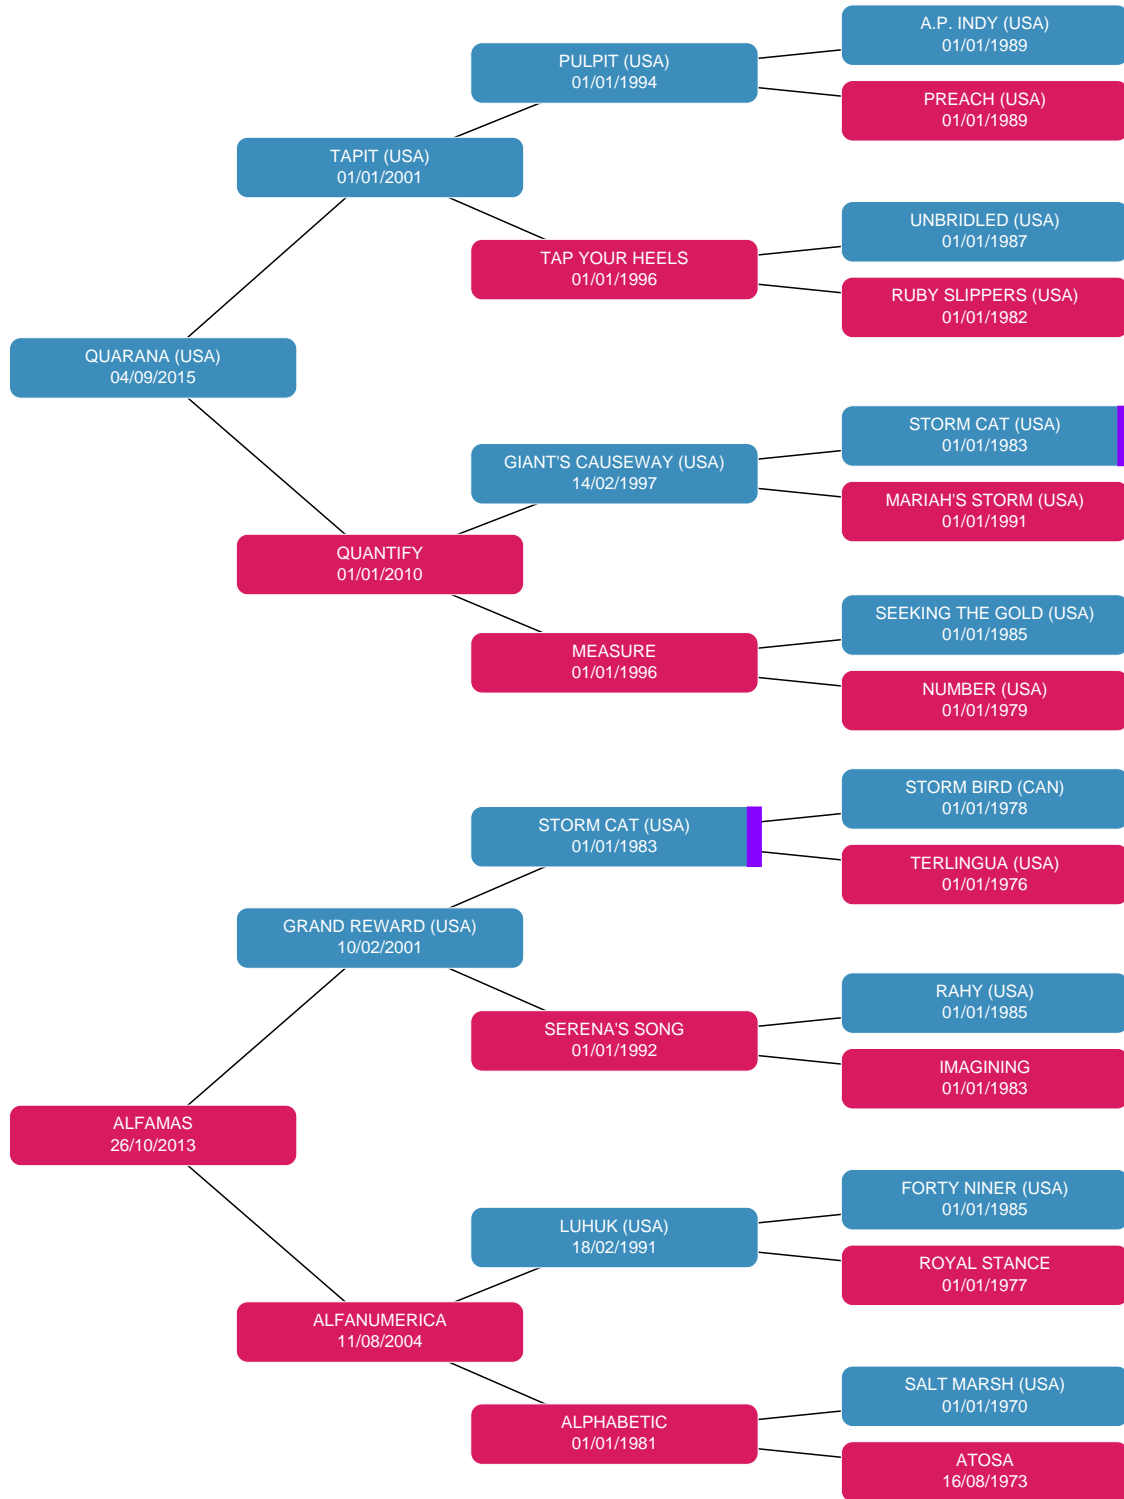 A.P. INDY (USA)
01/01/1989
PULPIT (USA)
01/01/1994
PREACH (USA)
01/01/1989
TAPIT (USA)
01/01/2001
UNBRIDLED (USA)
01/01/1987
TAP YOUR HEELS
01/01/1996
RUBY SLIPPERS (USA)
01/01/1982
QUARANA (USA)
04/09/2015
STORM CAT (USA)
01/01/1983
GIANT'S CAUSEWAY (USA)
14/02/1997
MARIAH'S STORM (USA)
01/01/1991
QUANTIFY
01/01/2010
SEEKING THE GOLD (USA)
01/01/1985
MEASURE
01/01/1996
NUMBER (USA)
01/01/1979
STORM BIRD (CAN)
01/01/1978
STORM CAT (USA)
01/01/1983
TERLINGUA (USA)
01/01/1976
GRAND REWARD (USA)
10/02/2001
RAHY (USA)
01/01/1985
SERENA'S SONG
01/01/1992
IMAGINING
01/01/1983
ALFAMAS
26/10/2013
FORTY NINER (USA)
01/01/1985
LUHUK (USA)
18/02/1991
ROYAL STANCE
01/01/1977
ALFANUMERICA
11/08/2004
SALT MARSH (USA)
01/01/1970
ALPHABETIC
01/01/1981
ATOSA
16/08/1973